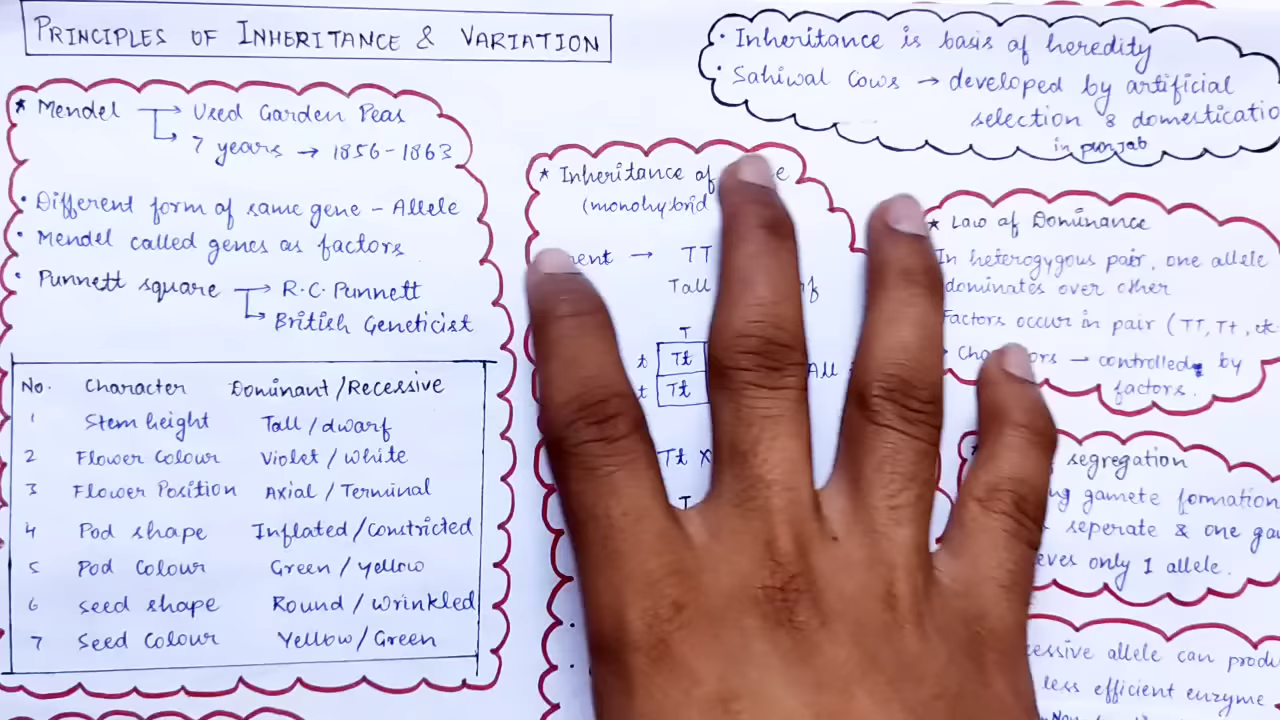 PRINCIPLES OF INHERITANCE & VARIATION
• Inheritance is basis of heredity
• Sahiwal Cows → developed by artificial
selection & domesticatio
in punjab
★ Mendel → Used Garden Peas
→ 7 years → 1856-1863
• Different form of same gene - Allele
• Mendel called genes as factors
• Punnett square → R.C. Punnett
→ British Geneticist
No. Character Dominant/Recessive
1 Stem height Tall/dwarf
2 Flower Colour Violet/white
3 Flower Position Axial/Terminal
4 Pod shape Inflated/Constricted
5 Pod Colour Green/yellow
6 seed shape Round/wrinkled
7 Seed Colour Yellow/Green
★ Inheritance of
(monohybrid
→ TT
Tall
T
t Tt
t Tt
All
Tt ×
T
★ Law of Dominance
In heterogygous pair, one allele
dominates over other
Factors occur in pair (TT, Tt, etc
→ controlled by
factors.
segregation
gamete formation
seperate & one ga
only 1 allele.
allele can produ
less efficient enzyme